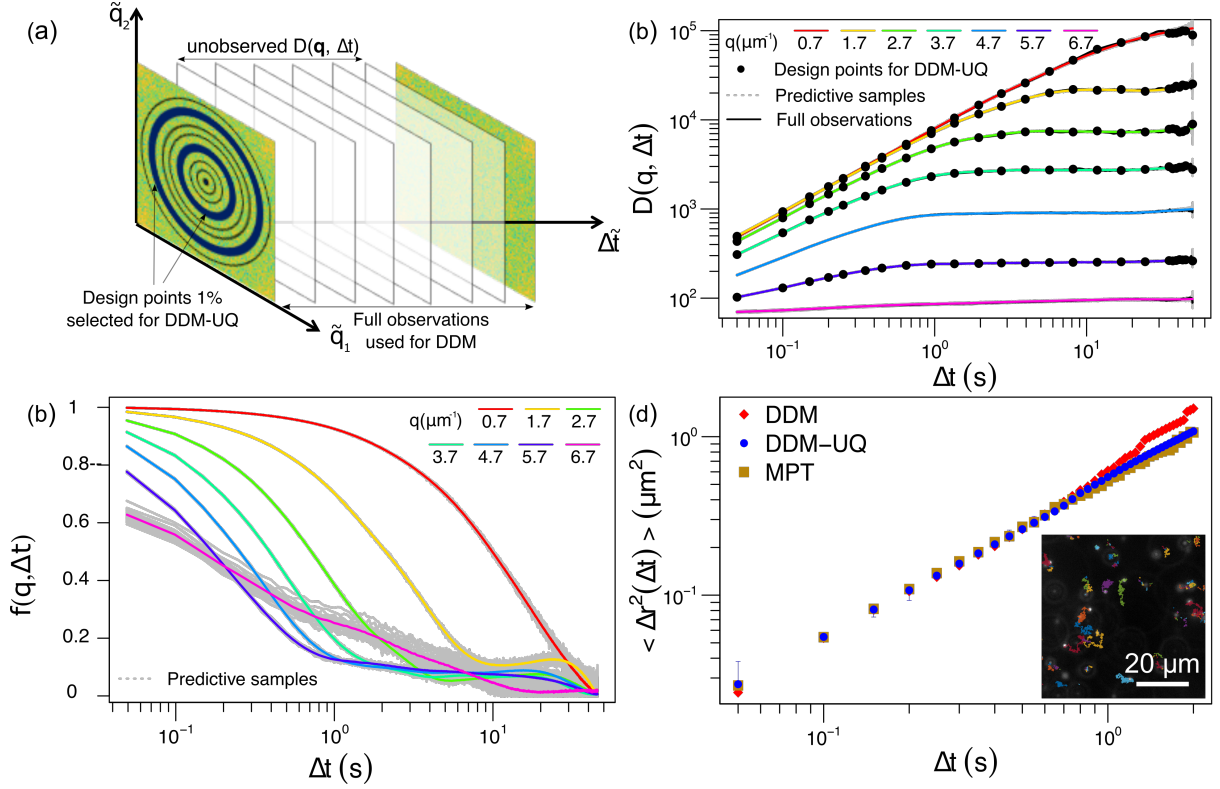 (a)
q̃2
unobserved D(q, Δt)
Δt̃
Design points 1%
selected for DDM-UQ
q̃1
Full observations
used for DDM
(b)
q(μm-1)
0.7 1.7 2.7 3.7 4.7 5.7 6.7
Design points for DDM-UQ
Predictive samples
Full observations
D(q, Δt)
10^5
10^4
10^3
10^2
10^−1 10^0 10^1
Δt (s)
(b)
q(μm-1)
0.7 1.7 2.7
3.7 4.7 5.7 6.7
f(q,Δt)
1
0.8
0.6
0.4
0.2
0
Predictive samples
10^−1 10^0 10^1
Δt (s)
(d)
DDM
DDM−UQ
MPT
< Δr^2(Δt) > (μm^2)
10^0
10^−1
20 μm
10^−1 10^0
Δt (s)